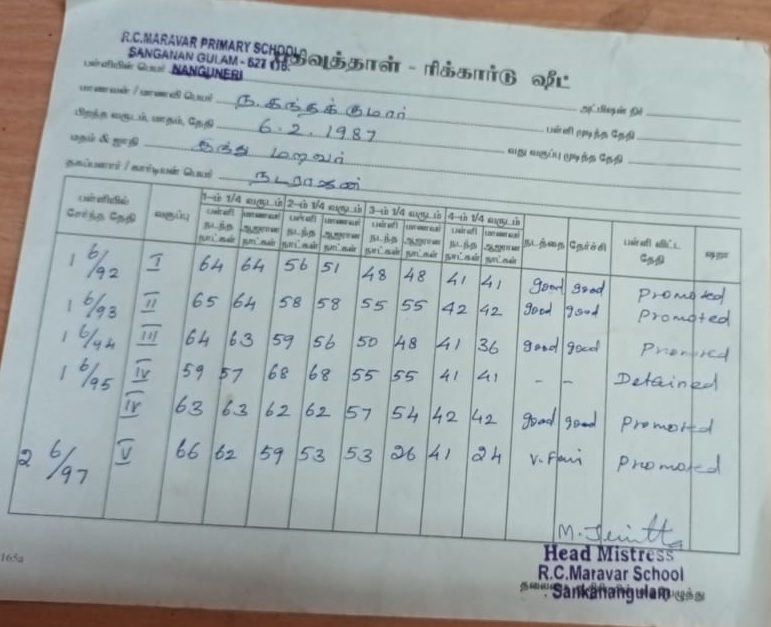 R.C.MARAVAR PRIMARY SCHOOL
SANGANAN GULAM - 627
NANGUNERI
பதிவுத்தாள் - ரிக்கார்டு ஷீட்
பள்ளியின் பெயர்
மாணவன் / மாணவி பெயர் ந. கந்தக்குமார் அட்மிஷன் நிர்
பிறந்த வருடம், மாதம், தேதி 6.2.1987 பள்ளி முடிந்த தேதி
மதம் & ஜாதி இந்து மறவர் வது வகுப்பு முடிந்த தேதி
தகப்பனார் / கார்டியன் பெயர் நடராஜன்
பள்ளியில் சேர்ந்த தேதி வகுப்பு 1-ம் 1/4 வருடம் 2-ம் 1/4 வருடம் 3-ம் 1/4 வருடம் 4-ம் 1/4 வருடம் நடத்தை தேர்ச்சி பள்ளி விட்ட தேதி ஷரா
பள்ளி நடந்த நாட்கள் மாணவர் ஆஜரான நாட்கள் பள்ளி நடந்த நாட்கள் மாணவர் ஆஜரான நாட்கள் பள்ளி நடந்த நாட்கள் மாணவர் ஆஜரான நாட்கள் பள்ளி நடந்த நாட்கள் மாணவர் ஆஜரான நாட்கள்
1 6/92 I 64 64 56 51 48 48 41 41 good good Promoted
1 6/93 II 65 64 58 58 55 55 42 42 good good Promoted
1 6/94 III 64 63 59 56 50 48 41 36 good good Promoted
1 6/95 IV 59 57 68 68 55 55 41 41 - - Detained
IV 63 63 62 62 57 54 42 42 good good Promoted
2 6/97 V 66 62 59 53 53 26 41 24 V.Fair Promoted
Head Mistress
R.C.Maravar School
Sankanangulam
165a